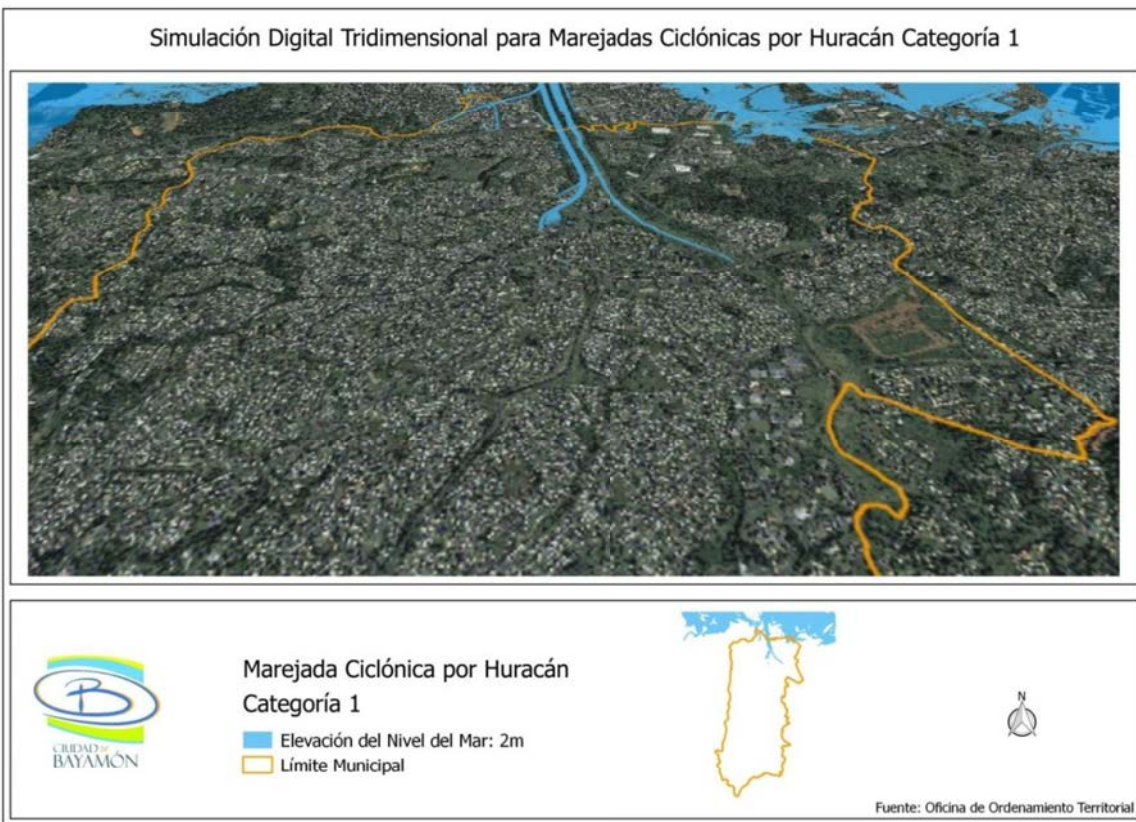 Simulación Digital Tridimensional para Marejadas Ciclónicas por Huracán Categoría 1
CIUDAD DE
BAYAMÓN
Marejada Ciclónica por Huracán
Categoría 1
Elevación del Nivel del Mar: 2m
Límite Municipal
N
Fuente: Oficina de Ordenamiento Territorial